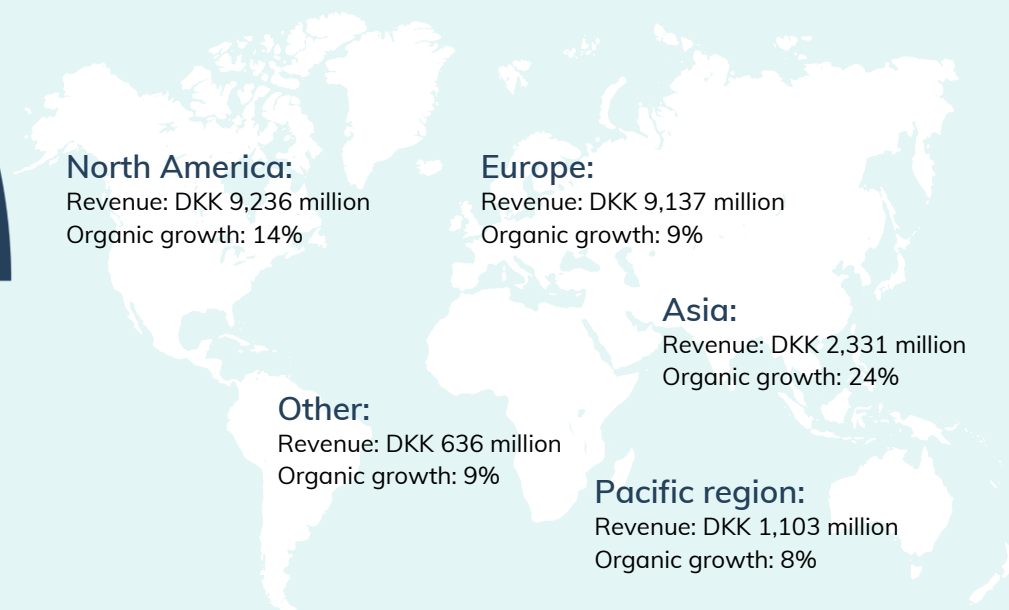 North America:
Revenue: DKK 9,236 million
Organic growth: 14%
Europe:
Revenue: DKK 9,137 million
Organic growth: 9%
Asia:
Revenue: DKK 2,331 million
Organic growth: 24%
Other:
Revenue: DKK 636 million
Organic growth: 9%
Pacific region:
Revenue: DKK 1,103 million
Organic growth: 8%